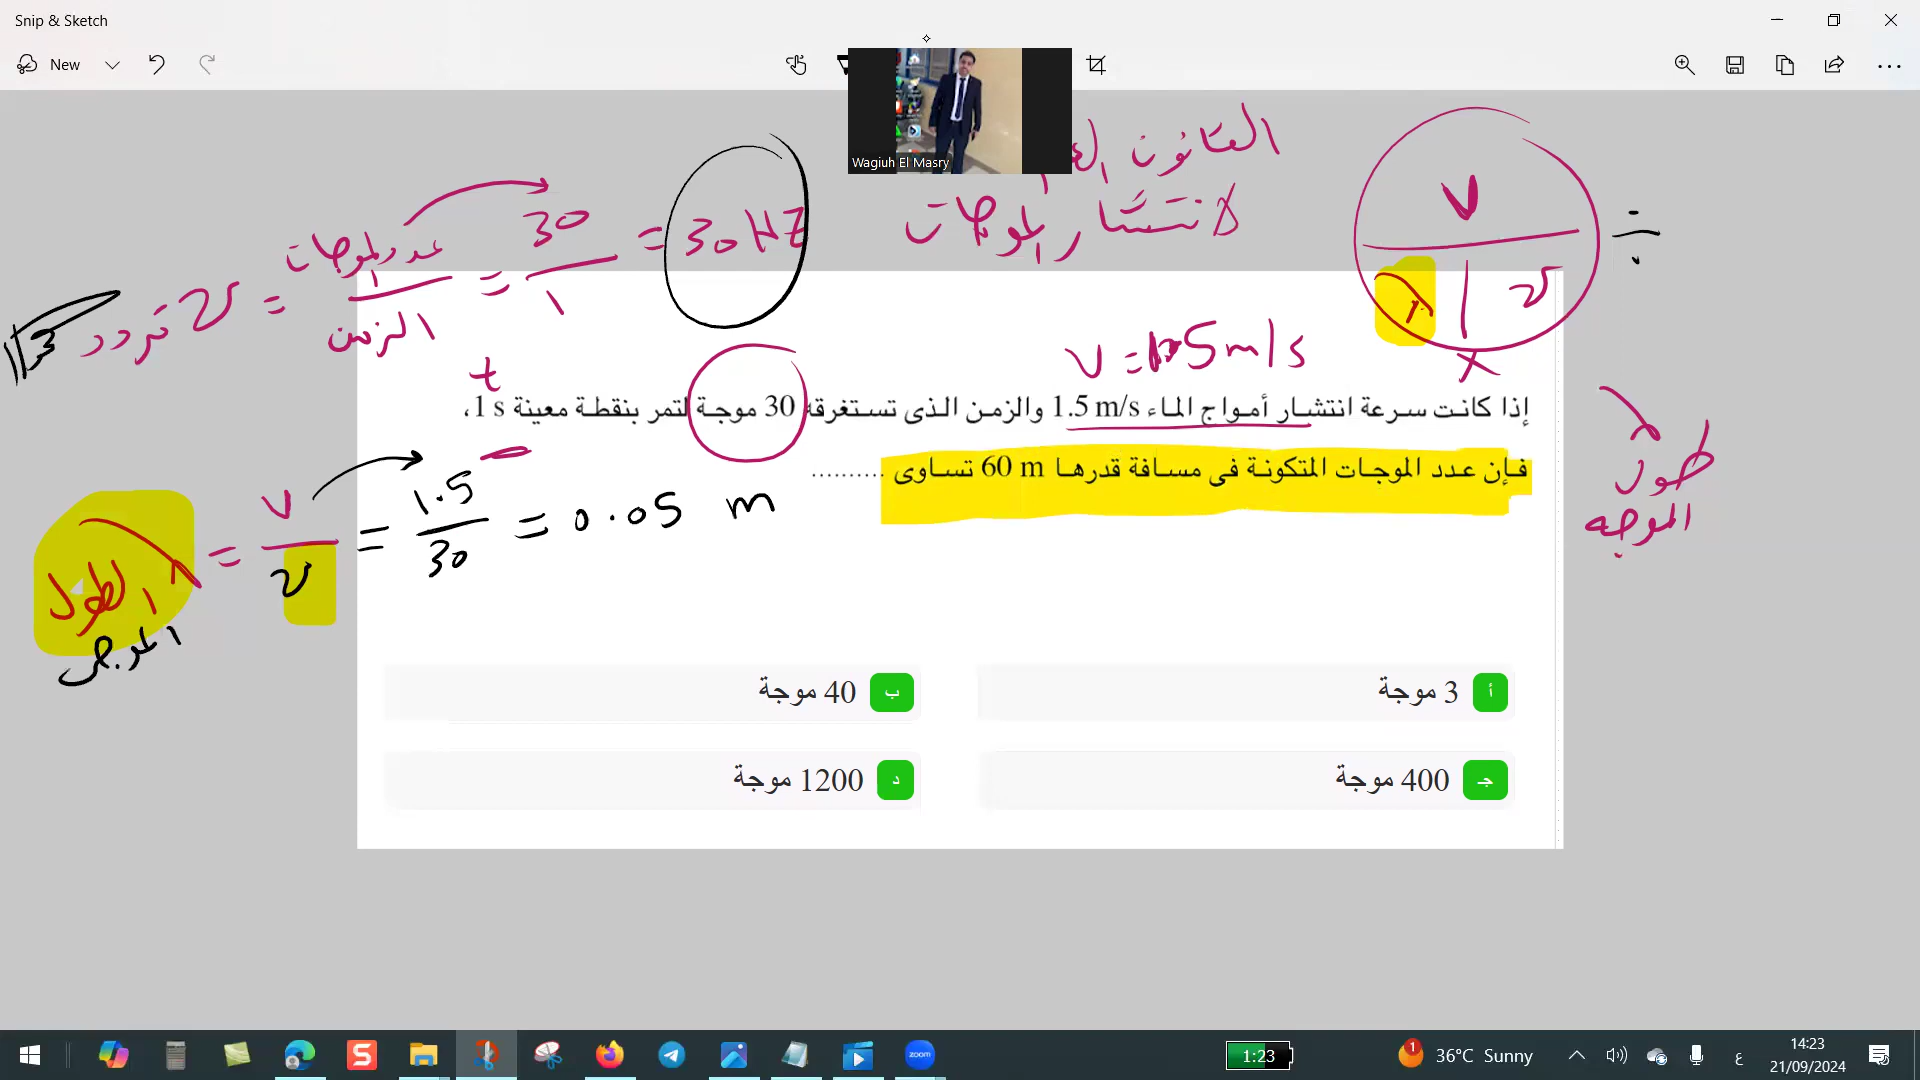 Snip & Sketch
New
Wagiuh El Masry
القانون
لانتشار الموجات
V
λ | ν
÷
×
تردد ν = عدد الموجات / الزمن = 30 / 1 = 30 HZ
t
V = 1.5 m/s
إذا كانت سرعة انتشار أمواج الماء 1.5 m/s والزمن الذى تستغرقه 30 موجة لتمر بنقطة معينة 1 s،
فإن عدد الموجات المتكونة فى مسافة قدرها 60 m تساوى ..........
طول
الموجه
λ = V / ν = 1.5 / 30 = 0.05 m
الطول
الموجى
أ 3 موجة
ب 40 موجة
جـ 400 موجة
د 1200 موجة
zoom
1:23
1
36°C Sunny
ع
14:23
21/09/2024